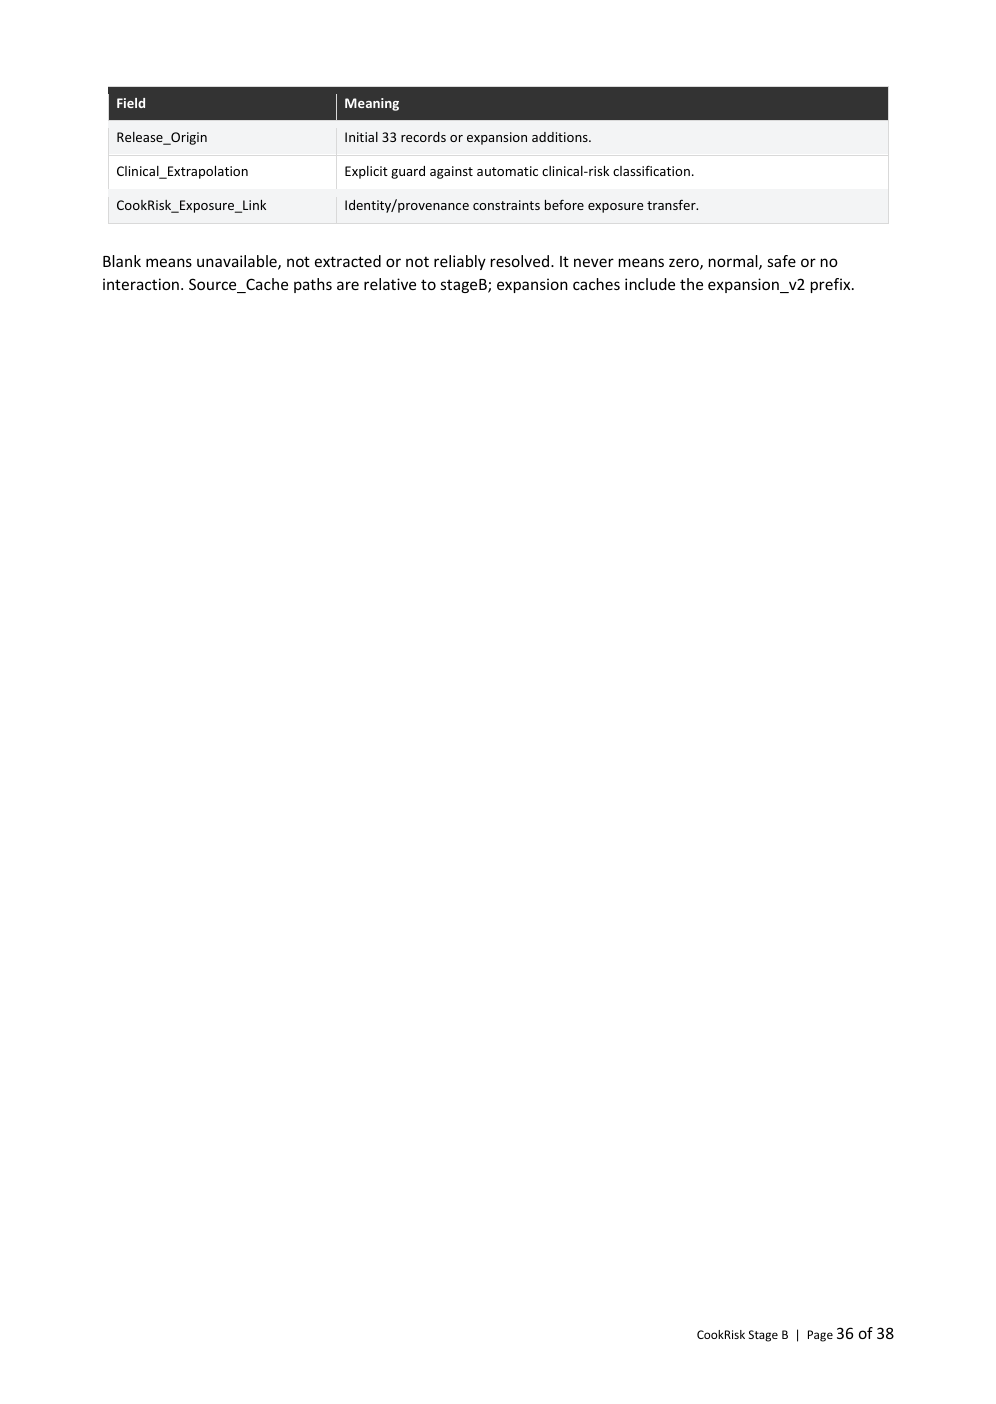 Field Meaning
Release_Origin Initial 33 records or expansion additions.
Clinical_Extrapolation Explicit guard against automatic clinical-risk classification.
CookRisk_Exposure_Link Identity/provenance constraints before exposure transfer.
Blank means unavailable, not extracted or not reliably resolved. It never means zero, normal, safe or no
interaction. Source_Cache paths are relative to stageB; expansion caches include the expansion_v2 prefix.
CookRisk Stage B | Page 36 of 38